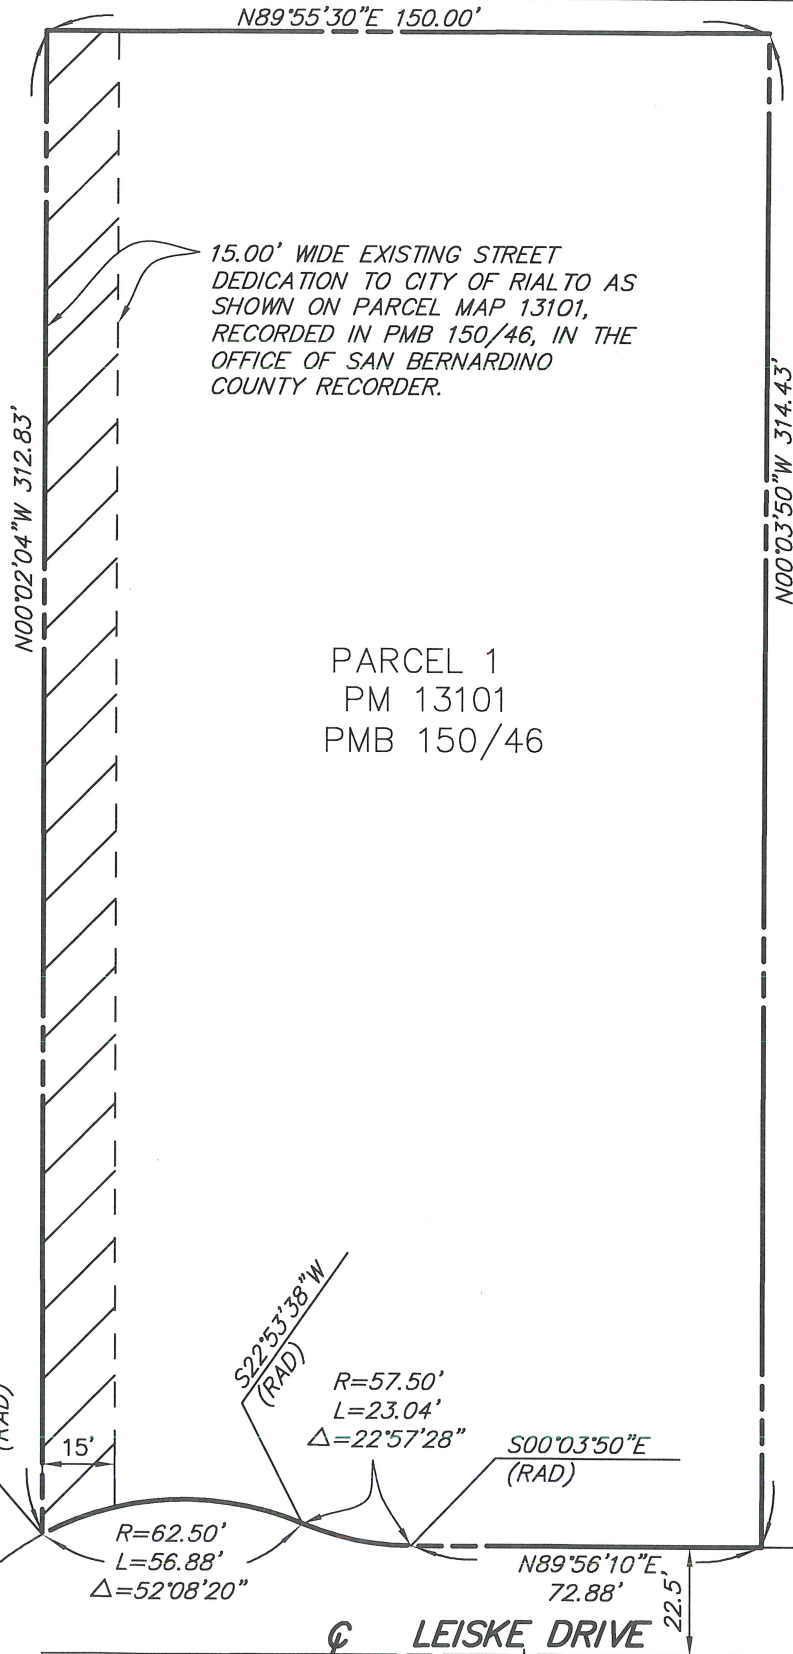 N89°55'30"E 150.00'
15.00' WIDE EXISTING STREET
DEDICATION TO CITY OF RIALTO AS
SHOWN ON PARCEL MAP 13101,
RECORDED IN PMB 150/46, IN THE
OFFICE OF SAN BERNARDINO
COUNTY RECORDER.
N00°02'04"W 312.83'
N00°03'50"W 314.43'
PARCEL 1
PM 13101
PMB 150/46
S22°53'38"W
(RAD)
R=57.50'
L=23.04'
△=22°57'28"
(RAD)
15'
S00°03'50"E
(RAD)
R=62.50'
L=56.88'
△=52°08'20"
N89°56'10"E,
72.88'
22.5'
℄ LEISKE DRIVE